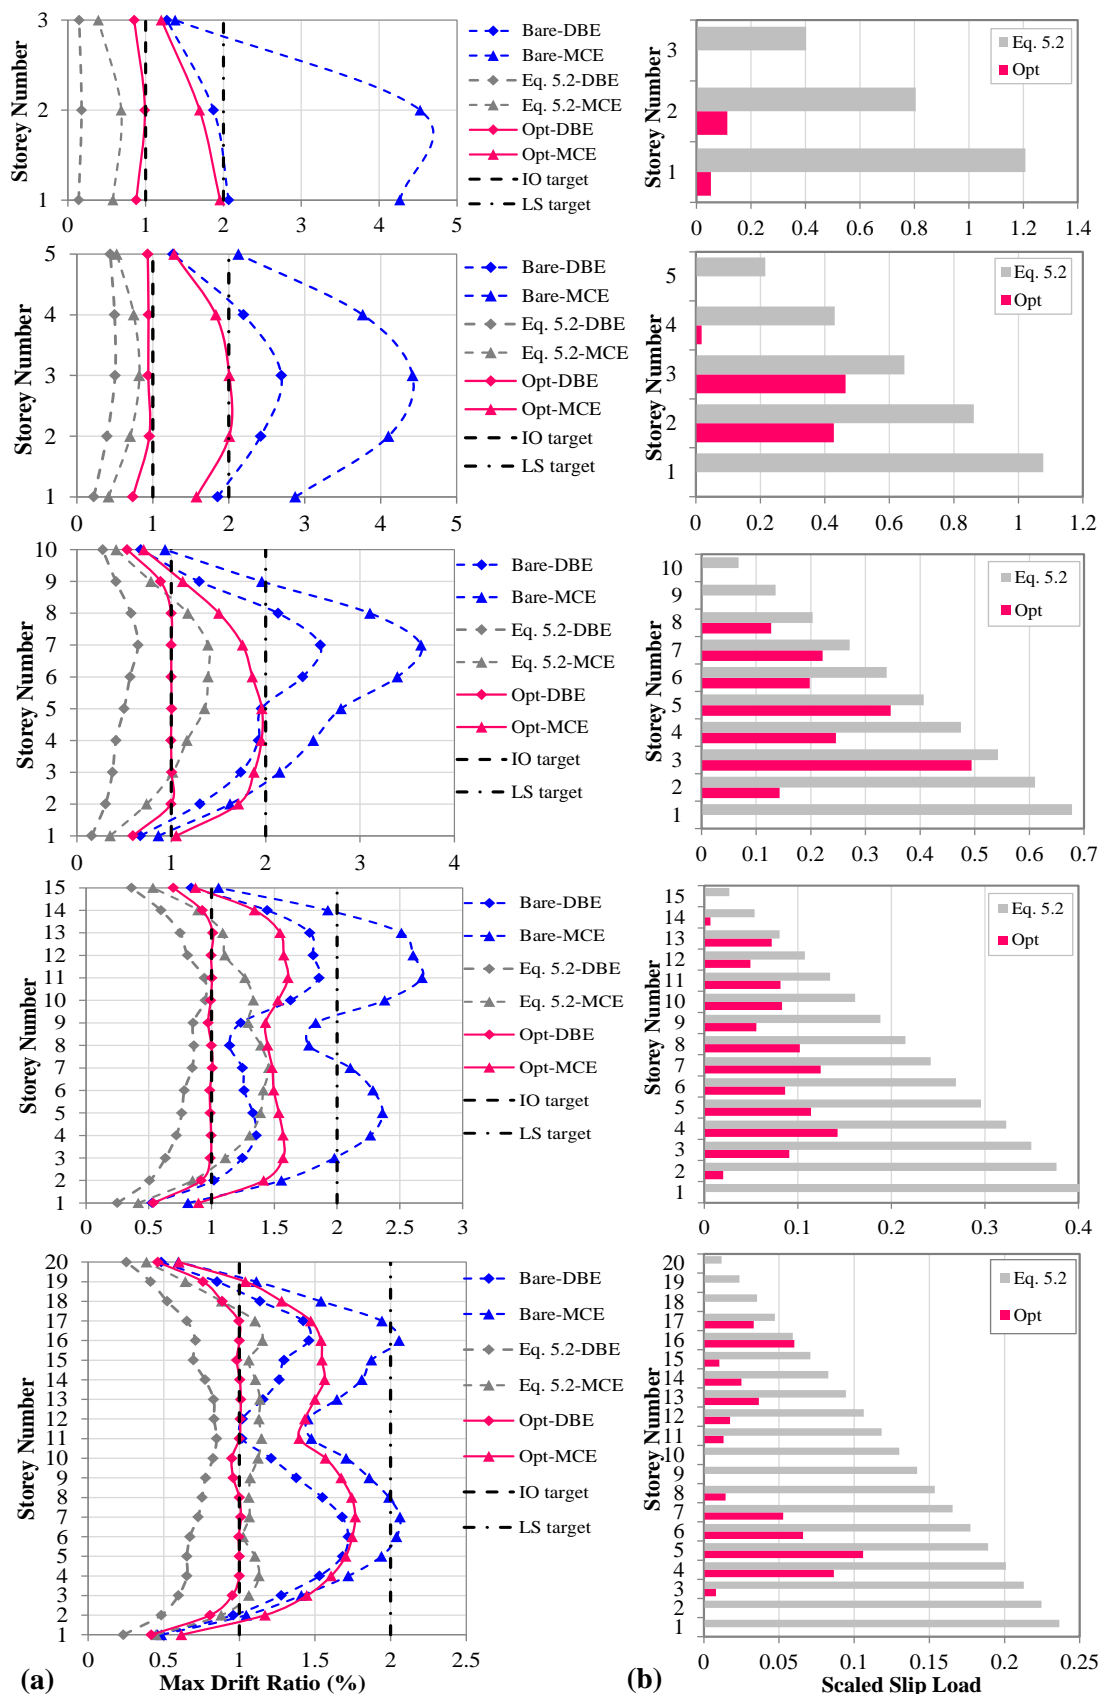 3
2
1
Storey Number
0
1
2
3
4
5
Bare-DBE
Bare-MCE
Eq. 5.2-DBE
Eq. 5.2-MCE
Opt-DBE
Opt-MCE
IO target
LS target
3
2
1
Storey Number
0
0.2
0.4
0.6
0.8
1
1.2
1.4
Eq. 5.2
Opt
5
4
3
2
1
Storey Number
0
1
2
3
4
5
Bare-DBE
Bare-MCE
Eq. 5.2-DBE
Eq. 5.2-MCE
Opt-DBE
Opt-MCE
IO target
LS target
5
4
3
2
1
Storey Number
0
0.2
0.4
0.6
0.8
1
1.2
Eq. 5.2
Opt
10
9
8
7
6
5
4
3
2
1
Storey Number
0
1
2
3
4
Bare-DBE
Bare-MCE
Eq. 5.2-DBE
Eq. 5.2-MCE
Opt-DBE
Opt-MCE
IO target
LS target
10
9
8
7
6
5
4
3
2
1
Storey Number
0
0.1
0.2
0.3
0.4
0.5
0.6
0.7
Eq. 5.2
Opt
15
14
13
12
11
10
9
8
7
6
5
4
3
2
1
Storey Number
0
0.5
1
1.5
2
2.5
3
Bare-DBE
Bare-MCE
Eq. 5.2-DBE
Eq. 5.2-MCE
Opt-DBE
Opt-MCE
IO target
LS target
15
14
13
12
11
10
9
8
7
6
5
4
3
2
1
Storey Number
0
0.1
0.2
0.3
0.4
Eq. 5.2
Opt
20
19
18
17
16
15
14
13
12
11
10
9
8
7
6
5
4
3
2
1
Storey Number
0
0.5
1
1.5
2
2.5
Bare-DBE
Bare-MCE
Eq. 5.2-DBE
Eq. 5.2-MCE
Opt-DBE
Opt-MCE
IO target
LS target
(a)
Max Drift Ratio (%)
20
19
18
17
16
15
14
13
12
11
10
9
8
7
6
5
4
3
2
1
Storey Number
0
0.05
0.1
0.15
0.2
0.25
Eq. 5.2
Opt
(b)
Scaled Slip Load